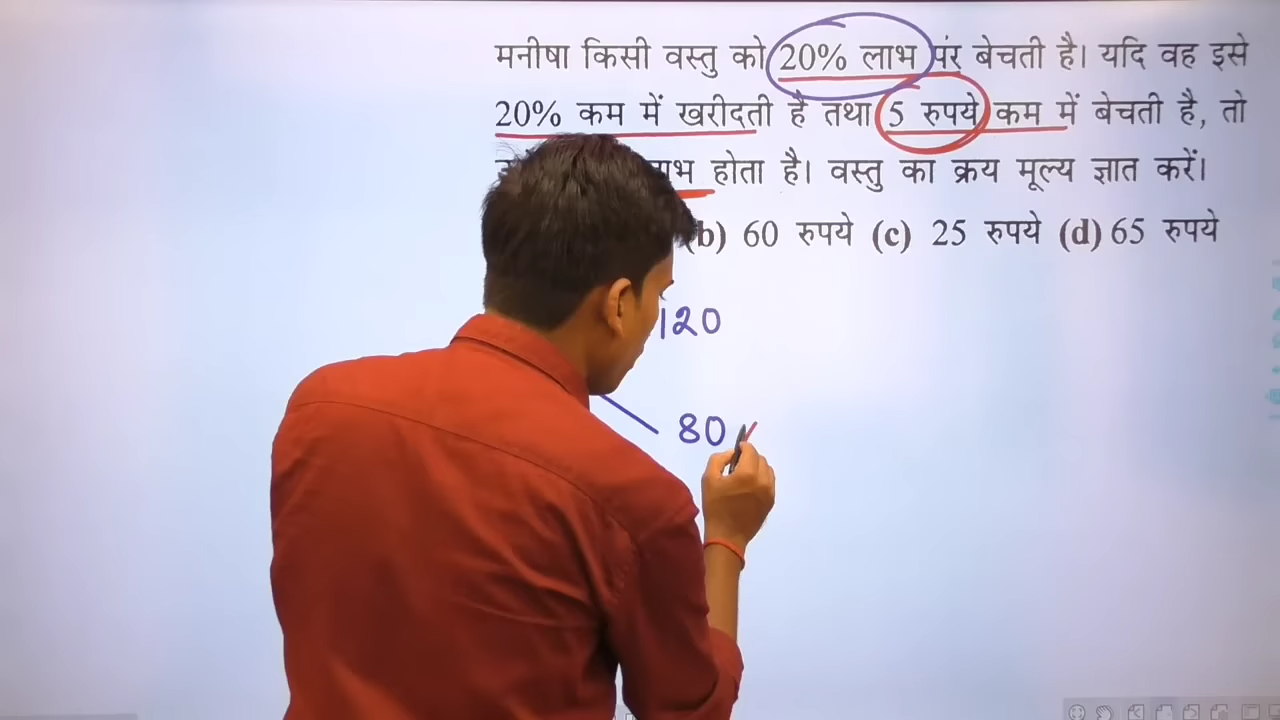 मनीषा किसी वस्तु को 20% लाभ पर बेचती है। यदि वह इसे
20% कम में खरीदती है तथा 5 रुपये कम में बेचती है, तो
होता है। वस्तु का क्रय मूल्य ज्ञात करें।
(b) 60 रुपये (c) 25 रुपये (d) 65 रुपये
120
80